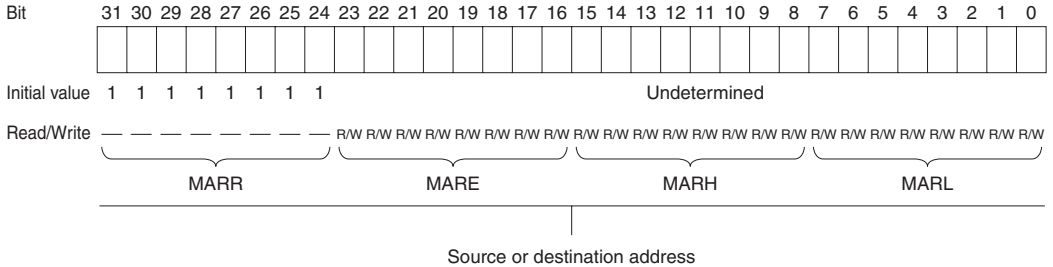 Bit 31 30 29 28 27 26 25 24 23 22 21 20 19 18 17 16 15 14 13 12 11 10 9 8 7 6 5 4 3 2 1 0
Initial value 1 1 1 1 1 1 1 1 Undetermined
Read/Write — — — — — — — — R/W R/W R/W R/W R/W R/W R/W R/W R/W R/W R/W R/W R/W R/W R/W R/W R/W R/W R/W R/W R/W R/W R/W R/W
MARR MARE MARH MARL
Source or destination address